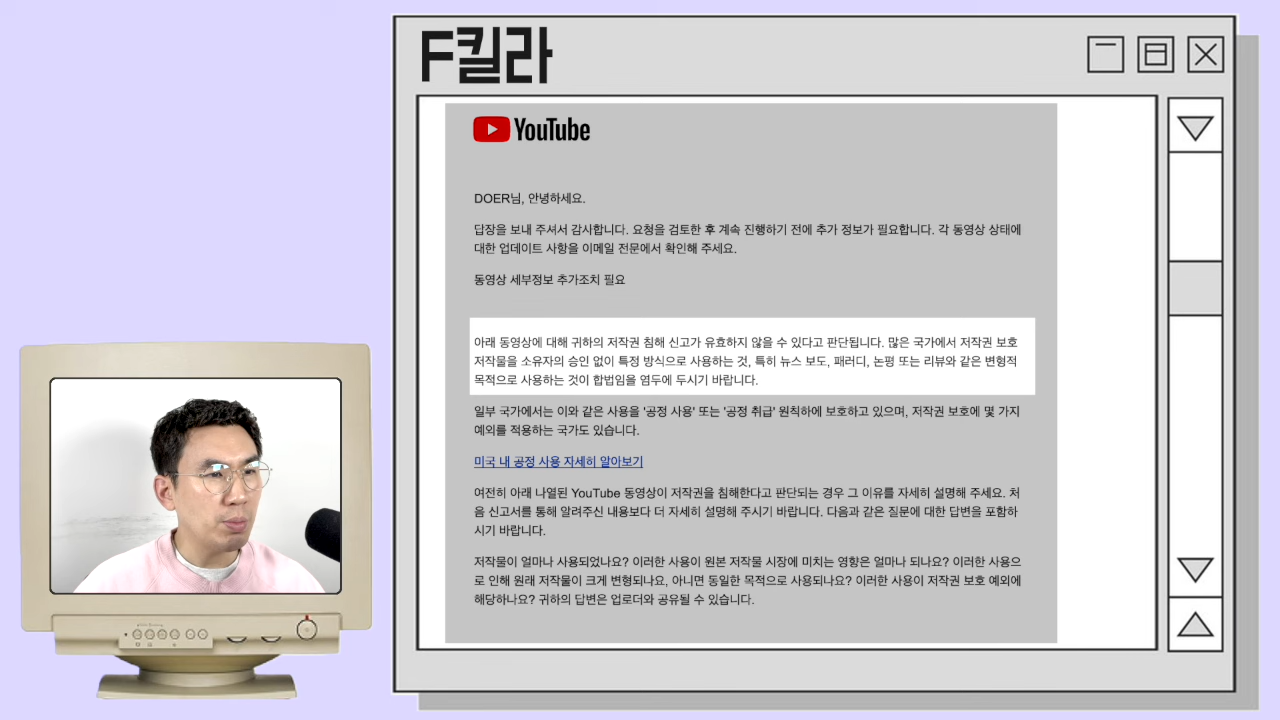 F킬라
YouTube
DOER님, 안녕하세요.
답장을 보내 주셔서 감사합니다. 요청을 검토한 후 계속 진행하기 전에 추가 정보가 필요합니다. 각 동영상 상태에
대한 업데이트 사항을 이메일 전문에서 확인해 주세요.
동영상 세부정보 추가조치 필요
아래 동영상에 대해 귀하의 저작권 침해 신고가 유효하지 않을 수 있다고 판단됩니다. 많은 국가에서 저작권 보호
저작물을 소유자의 승인 없이 특정 방식으로 사용하는 것, 특히 뉴스 보도, 패러디, 논평 또는 리뷰와 같은 변형적
목적으로 사용하는 것이 합법임을 염두에 두시기 바랍니다.
일부 국가에서는 이와 같은 사용을 '공정 사용' 또는 '공정 취급' 원칙하에 보호하고 있으며, 저작권 보호에 몇 가지
예외를 적용하는 국가도 있습니다.
미국 내 공정 사용 자세히 알아보기
여전히 아래 나열된 YouTube 동영상이 저작권을 침해한다고 판단되는 경우 그 이유를 자세히 설명해 주세요. 처
음 신고서를 통해 알려주신 내용보다 더 자세히 설명해 주시기 바랍니다. 다음과 같은 질문에 대한 답변을 포함하
시기 바랍니다.
저작물이 얼마나 사용되었나요? 이러한 사용이 원본 저작물 시장에 미치는 영향은 얼마나 되나요? 이러한 사용으
로 인해 원래 저작물이 크게 변형되나요, 아니면 동일한 목적으로 사용되나요? 이러한 사용이 저작권 보호 예외에
해당하나요? 귀하의 답변은 업로더와 공유될 수 있습니다.